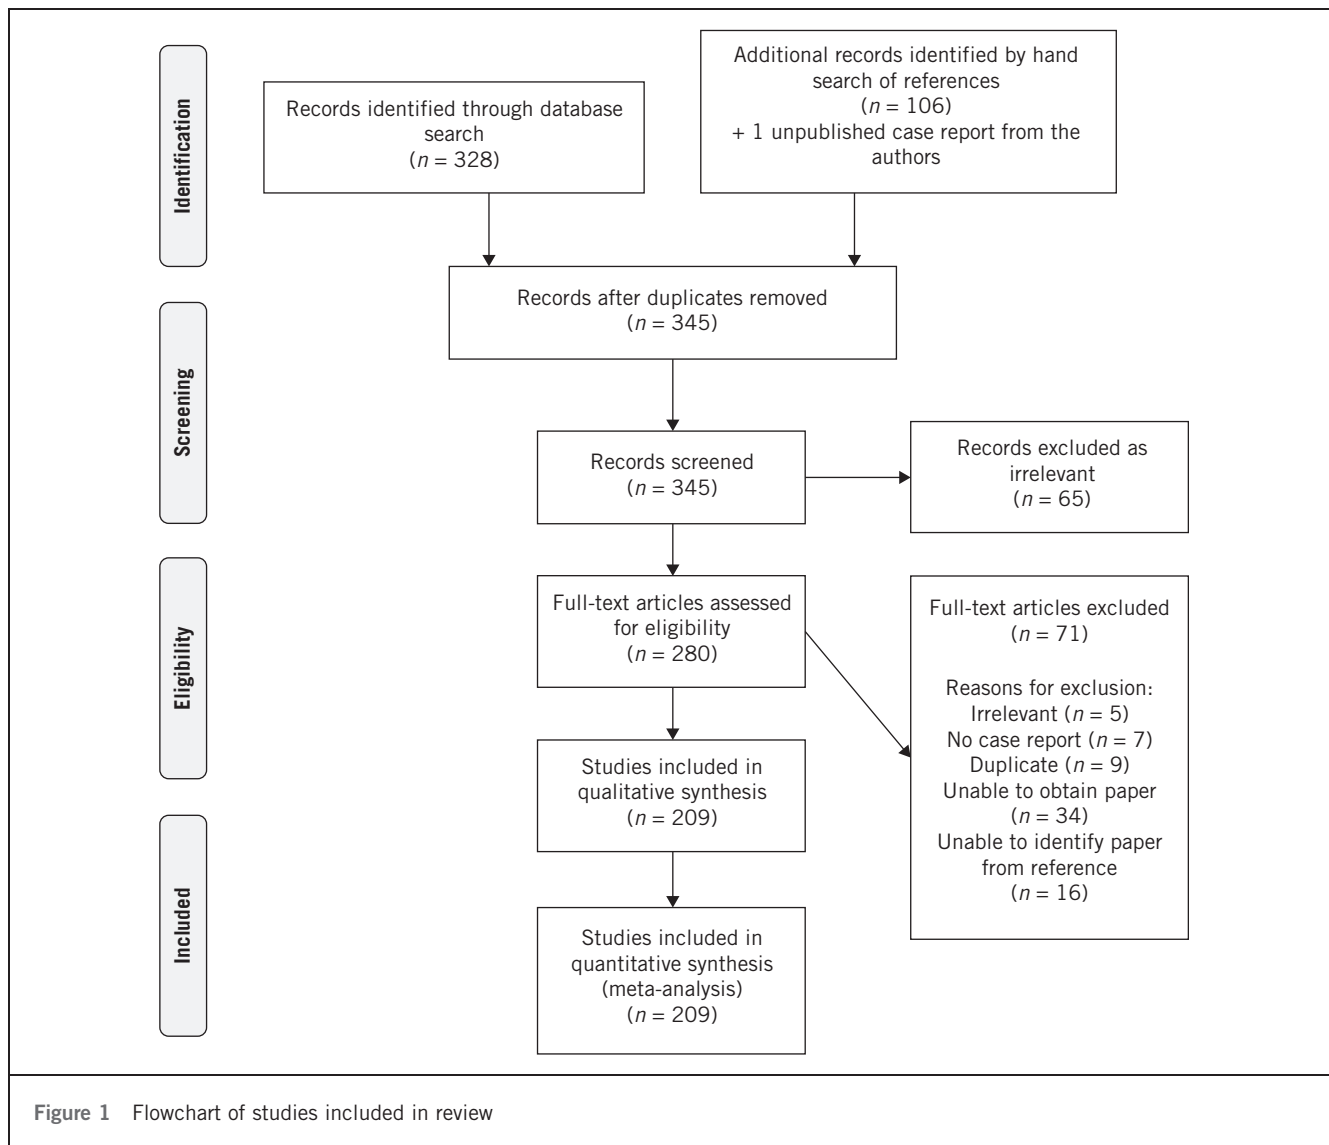 Identification
Records identified through database
search
(n = 328)
Additional records identified by hand
search of references
(n = 106)
+ 1 unpublished case report from the
authors
Records after duplicates removed
(n = 345)
Screening
Records screened
(n = 345)
Records excluded as
irrelevant
(n = 65)
Eligibility
Full-text articles assessed
for eligibility
(n = 280)
Full-text articles excluded
(n = 71)
Reasons for exclusion:
Irrelevant (n = 5)
No case report (n = 7)
Duplicate (n = 9)
Unable to obtain paper
(n = 34)
Unable to identify paper
from reference
(n = 16)
Studies included in
qualitative synthesis
(n = 209)
Included
Studies included in
quantitative synthesis
(meta-analysis)
(n = 209)
Figure 1 Flowchart of studies included in review